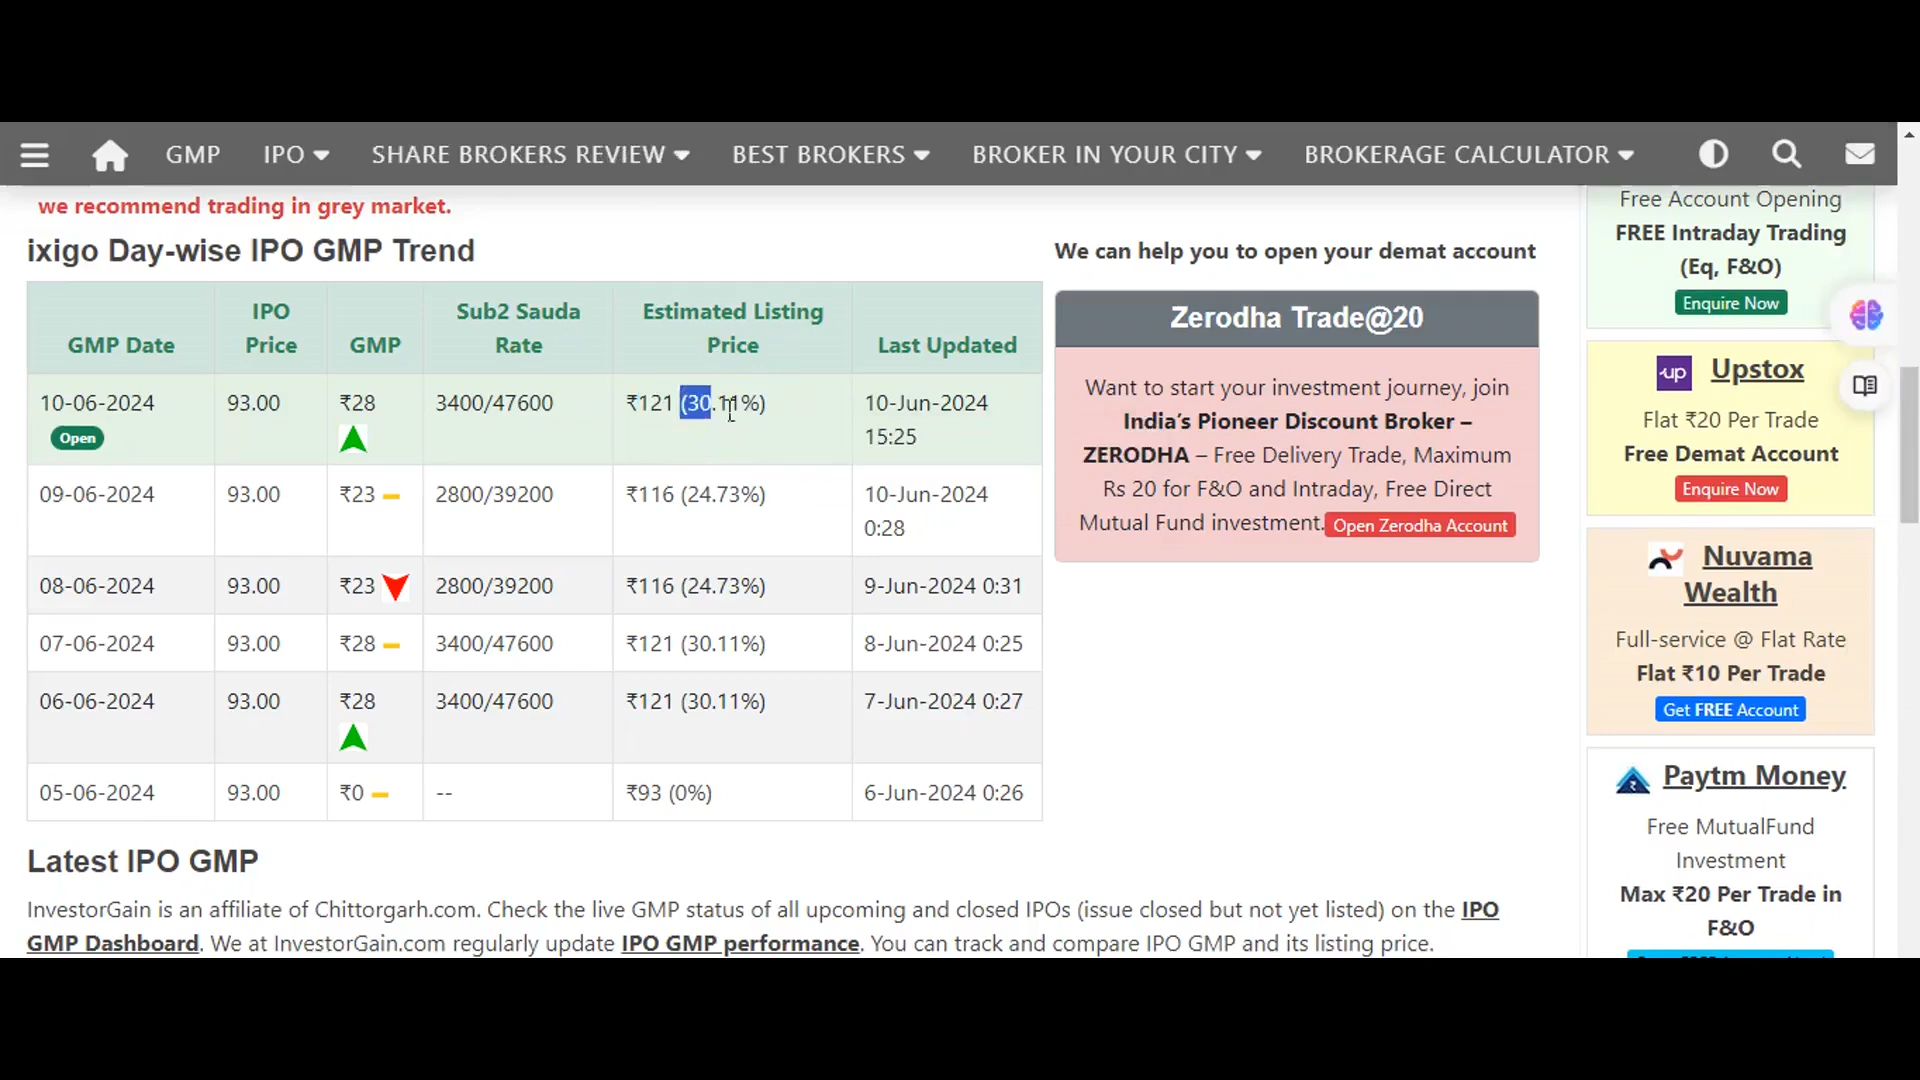 GMP IPO SHARE BROKERS REVIEW BEST BROKERS BROKER IN YOUR CITY BROKERAGE CALCULATOR
we recommend trading in grey market.
ixigo Day-wise IPO GMP Trend
GMP Date IPO Price GMP Sub2 Sauda Rate Estimated Listing Price Last Updated
10-06-2024 Open 93.00 ₹28 3400/47600 ₹121 (30.11%) 10-Jun-2024 15:25
09-06-2024 93.00 ₹23 2800/39200 ₹116 (24.73%) 10-Jun-2024 0:28
08-06-2024 93.00 ₹23 2800/39200 ₹116 (24.73%) 9-Jun-2024 0:31
07-06-2024 93.00 ₹28 3400/47600 ₹121 (30.11%) 8-Jun-2024 0:25
06-06-2024 93.00 ₹28 3400/47600 ₹121 (30.11%) 7-Jun-2024 0:27
05-06-2024 93.00 ₹0 -- ₹93 (0%) 6-Jun-2024 0:26
Latest IPO GMP
InvestorGain is an affiliate of Chittorgarh.com. Check the live GMP status of all upcoming and closed IPOs (issue closed but not yet listed) on the IPO
GMP Dashboard. We at InvestorGain.com regularly update IPO GMP performance. You can track and compare IPO GMP and its listing price.
We can help you to open your demat account
Zerodha Trade@20
Want to start your investment journey, join
India's Pioneer Discount Broker –
ZERODHA – Free Delivery Trade, Maximum
Rs 20 for F&O and Intraday, Free Direct
Mutual Fund investment. Open Zerodha Account
Free Account Opening
FREE Intraday Trading
(Eq, F&O)
Enquire Now
up Upstox
Flat ₹20 Per Trade
Free Demat Account
Enquire Now
Nuvama
Wealth
Full-service @ Flat Rate
Flat ₹10 Per Trade
Get FREE Account
Paytm Money
Free MutualFund
Investment
Max ₹20 Per Trade in
F&O